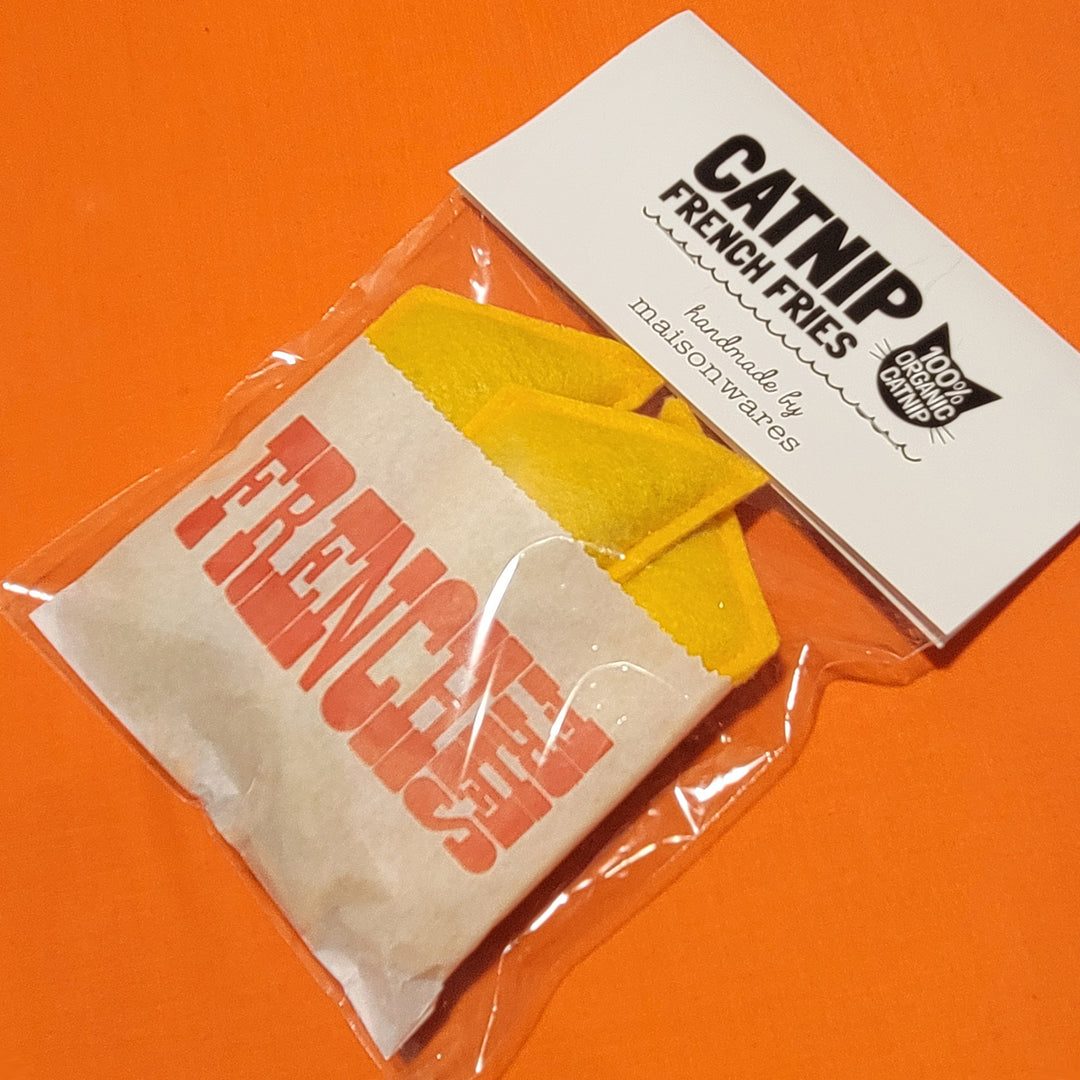 CATNIP
FRENCH FRIES
handmade by
maisonwares
100%
ORGANIC
CATNIP
FRENCH
FRIES